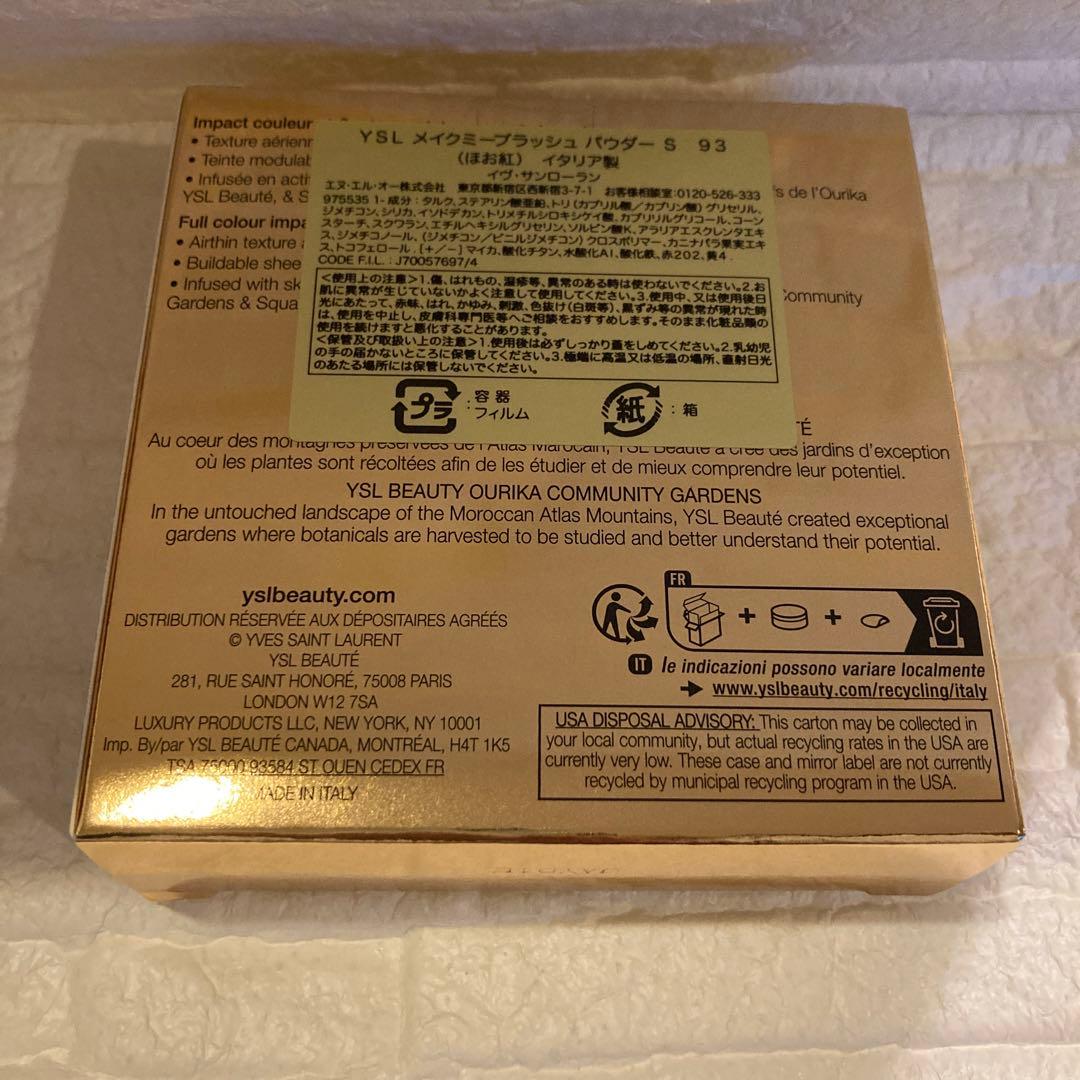 Impact couleur
• Texture aérienn
• Teinte modulab
• Infusée en acti
fs de l'Ourika
YSL Beauté, & S
Full colour impa
• Airthin texture a
• Buildable shee
• Infused with sk
Community
Gardens & Squa
YSL メイクミーブラッシュ パウダー S 93
(ほお紅) イタリア製
イヴ・サンローラン
エヌ・エル・オー株式会社 東京都新宿区西新宿3-7-1 お客様相談室:0120-526-333
975535 1- 成分:タルク、ステアリン酸亜鉛、トリ(カプリル酸/カプリン酸)グリセリル、
ジメチコン、シリカ、イソドデカン、トリメチルシロキシケイ酸、カプリリルグリコール、コーン
スターチ、スクワラン、エチルヘキシルグリセリン、ソルビン酸K、アラリアエスクレンタエキ
ス、ジメチコノール、(ジメチコン/ビニルジメチコン)クロスポリマー、カニナバラ果実エキ
ス、トコフェロール、[+/-]マイカ、酸化チタン、水酸化Al、酸化鉄、赤202、黄4.
CODE F.I.L. : J70057697/4
<使用上の注意>1.傷、はれもの、湿疹等、異常のある時は使わないでください。2.お
肌に異常が生じていないかよく注意して使用してください。3.使用中、又は使用後日
光にあたって、赤味、はれ、かゆみ、刺激、色抜け(白斑等)、黒ずみ等の異常が現れた時
は、使用を中止し、皮膚科専門医等へご相談をおすすめします。そのまま化粧品類の
使用を続けますと悪化することがあります。
<保管及び取扱い上の注意>1.使用後は必ずしっかり蓋をしめてください。2.乳幼児
の手の届かないところに保管してください。3.極端に高温又は低温の場所、直射日光
のあたる場所には保管しないでください。
プラ : 容器
フィルム
紙 : 箱
TÉ
Au coeur des montagnes préservées de l'Atlas Marocain, YSL Beauté a créé des jardins d'exception
où les plantes sont récoltées afin de les étudier et de mieux comprendre leur potentiel.
YSL BEAUTY OURIKA COMMUNITY GARDENS
In the untouched landscape of the Moroccan Atlas Mountains, YSL Beauté created exceptional
gardens where botanicals are harvested to be studied and better understand their potential.
yslbeauty.com
DISTRIBUTION RÉSERVÉE AUX DÉPOSITAIRES AGRÉÉS
© YVES SAINT LAURENT
YSL BEAUTÉ
281, RUE SAINT HONORÉ, 75008 PARIS
LONDON W12 7SA
LUXURY PRODUCTS LLC, NEW YORK, NY 10001
Imp. By/par YSL BEAUTÉ CANADA, MONTRÉAL, H4T 1K5
TSA 75000 93584 ST OUEN CEDEX FR
MADE IN ITALY
FR
+ +
IT le indicazioni possono variare localmente
➔ www.yslbeauty.com/recycling/italy
USA DISPOSAL ADVISORY: This carton may be collected in
your local community, but actual recycling rates in the USA are
currently very low. These case and mirror label are not currently
recycled by municipal recycling program in the USA.